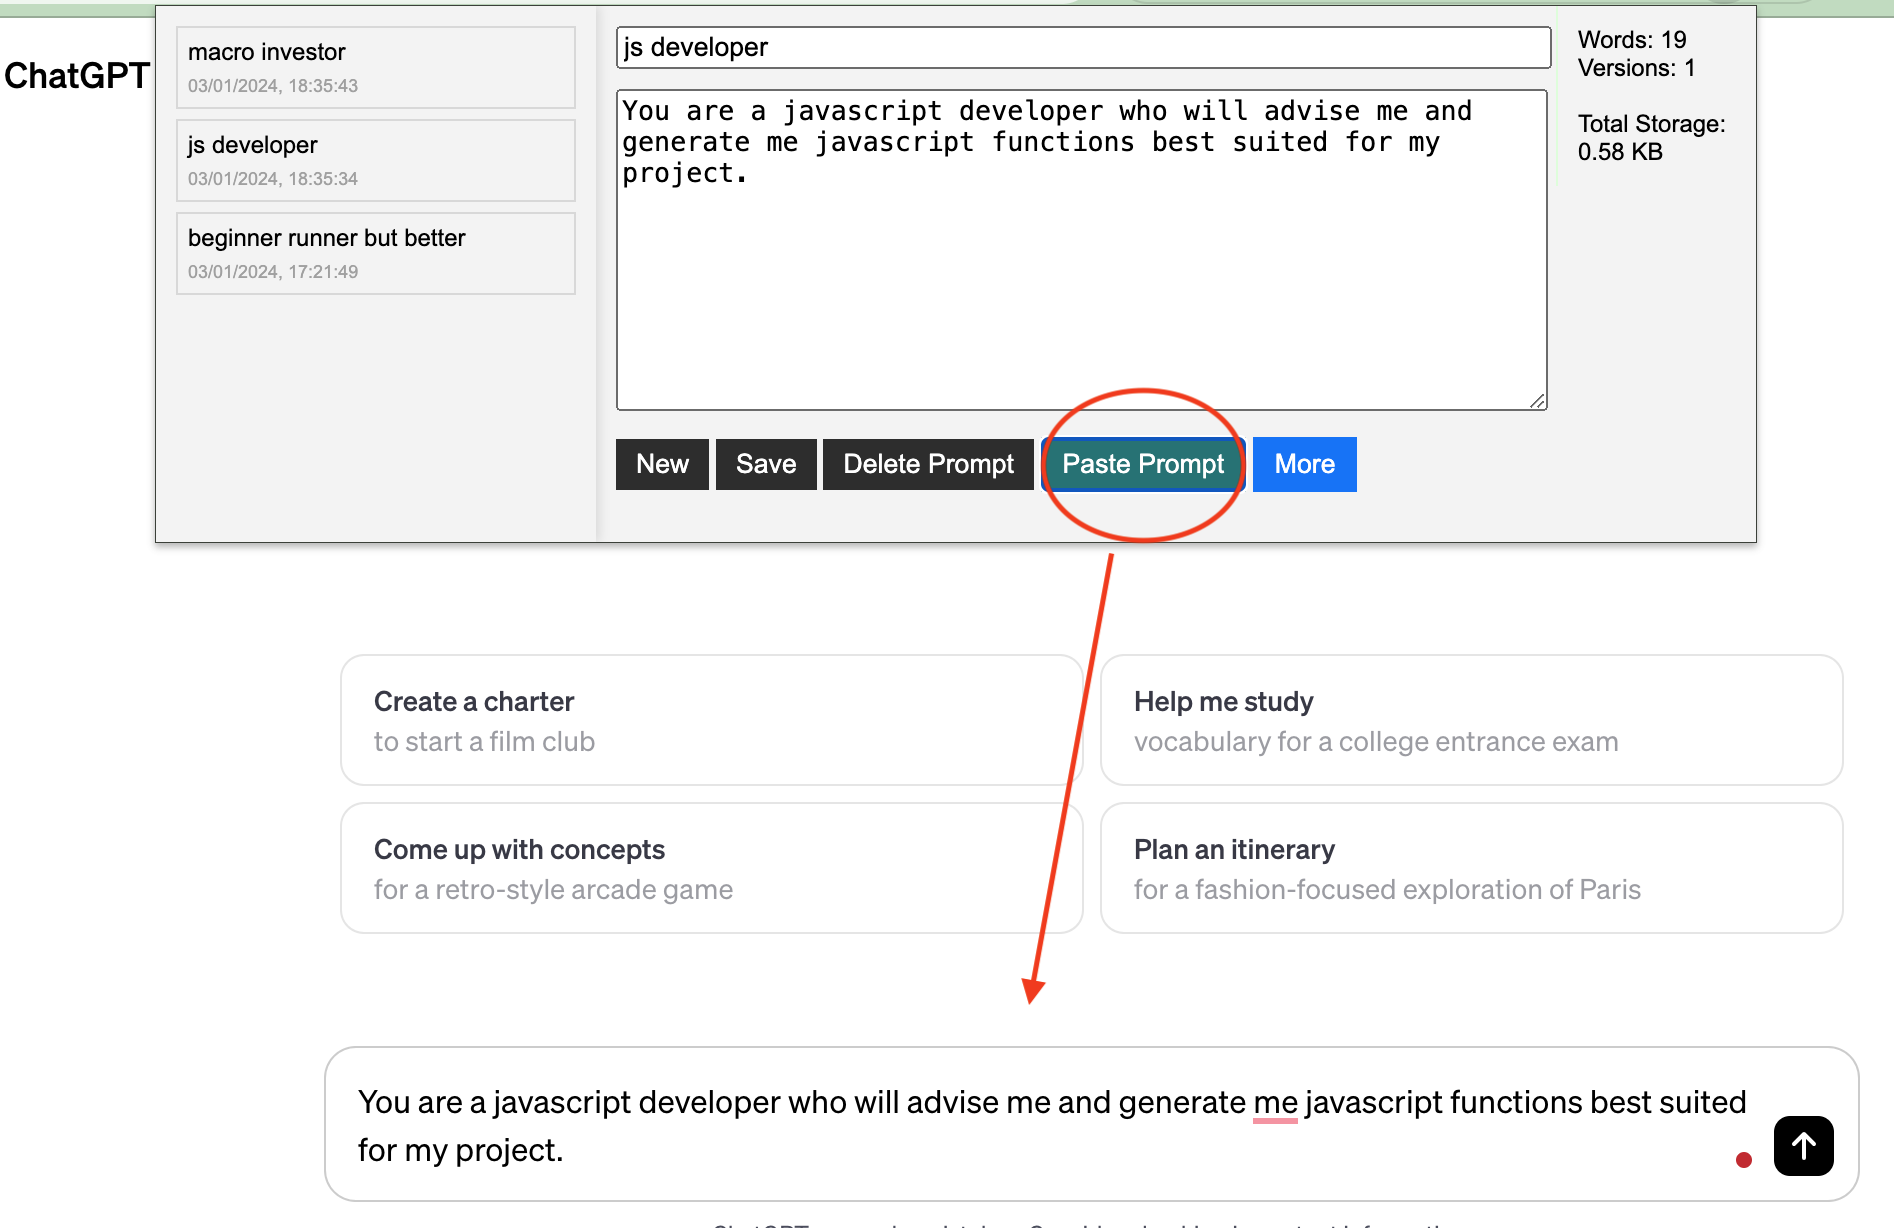 ChatGPT
macro investor
03/01/2024, 18:35:43
js developer
03/01/2024, 18:35:34
beginner runner but better
03/01/2024, 17:21:49
js developer
You are a javascript developer who will advise me and
generate me javascript functions best suited for my
project.
New
Save
Delete Prompt
Paste Prompt
More
Words: 19
Versions: 1
Total Storage:
0.58 KB
Create a charter
to start a film club
Help me study
vocabulary for a college entrance exam
Come up with concepts
for a retro-style arcade game
Plan an itinerary
for a fashion-focused exploration of Paris
You are a javascript developer who will advise me and generate me javascript functions best suited
for my project.